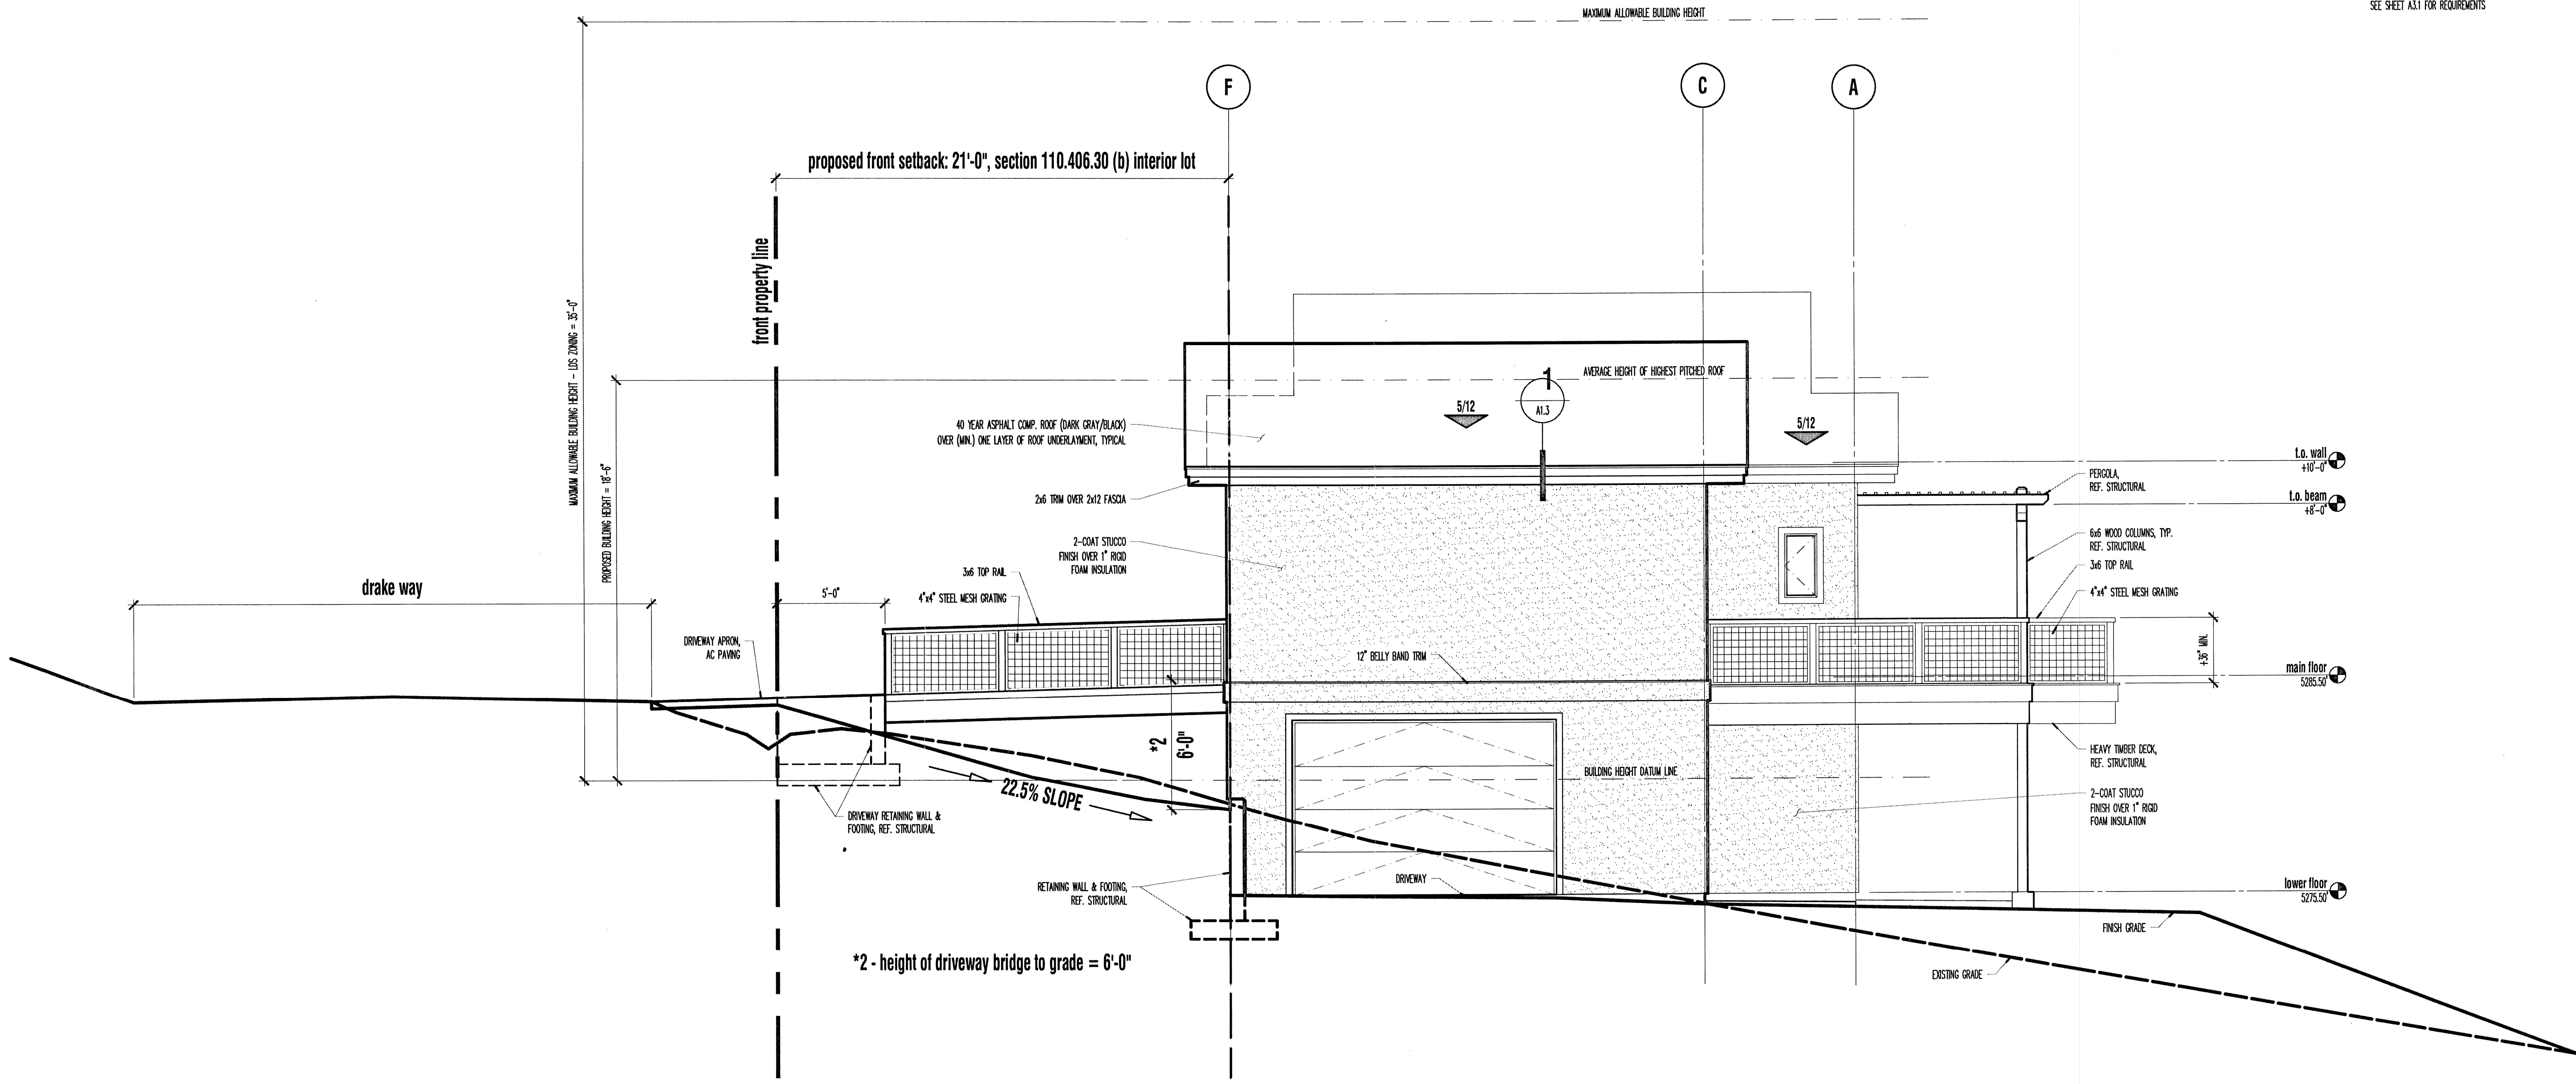 MAXIMUM ALLOWABLE BUILDING HEIGHT
SEE SHEET A3.1 FOR REQUIREMENTS
F
C
A
proposed front setback: 21'-0", section 110.406.30 (b) interior lot
front property line
MAXIMUM ALLOWABLE BUILDING HEIGHT - LDS ZONING = 35'-0"
PROPOSED BUILDING HEIGHT = 18'-6"
1
A1.3
AVERAGE HEIGHT OF HIGHEST PITCHED ROOF
5/12
5/12
40 YEAR ASPHALT COMP. ROOF (DARK GRAY/BLACK)
OVER (MIN.) ONE LAYER OF ROOF UNDERLAYMENT, TYPICAL
2x6 TRIM OVER 2x12 FASCIA
2-COAT STUCCO
FINISH OVER 1" RIGID
FOAM INSULATION
3x6 TOP RAIL
4"x4" STEEL MESH GRATING
5'-0"
drake way
DRIVEWAY APRON,
AC PAVING
12" BELLY BAND TRIM
*2
6'-0"
22.5% SLOPE
BUILDING HEIGHT DATUM LINE
DRIVEWAY RETAINING WALL &
FOOTING, REF. STRUCTURAL
RETAINING WALL & FOOTING,
REF. STRUCTURAL
DRIVEWAY
*2 - height of driveway bridge to grade = 6'-0"
t.o. wall
+10'-0"
PERGOLA,
REF. STRUCTURAL
t.o. beam
+8'-0"
6x6 WOOD COLUMNS, TYP.
REF. STRUCTURAL
3x6 TOP RAIL
4"x4" STEEL MESH GRATING
+36" MIN.
main floor
5285.50'
HEAVY TIMBER DECK,
REF. STRUCTURAL
2-COAT STUCCO
FINISH OVER 1" RIGID
FOAM INSULATION
lower floor
5275.50'
FINISH GRADE
EXISTING GRADE